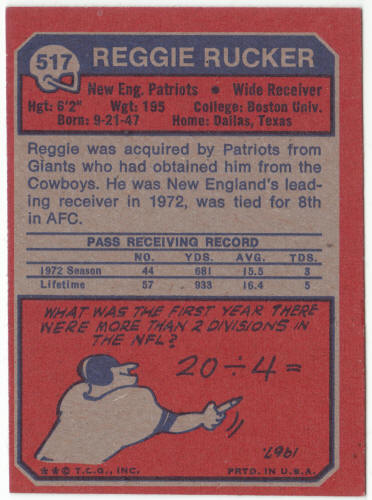 517 REGGIE RUCKER
New Eng. Patriots • Wide Receiver
Hgt: 6'2" Wgt: 195 College: Boston Univ.
Born: 9-21-47 Home: Dallas, Texas
Reggie was acquired by Patriots from
Giants who had obtained him from the
Cowboys. He was New England's lead-
ing receiver in 1972, was tied for 8th
in AFC.
PASS RECEIVING RECORD
NO. YDS. AVG. TDS.
1972 Season 44 681 15.5 3
Lifetime 57 933 16.4 5
WHAT WAS THE FIRST YEAR THERE
WERE MORE THAN 2 DIVISIONS IN
THE NFL?
20 ÷ 4 =
1967.
★★© T.C.G., INC. PRTD. IN U.S.A.